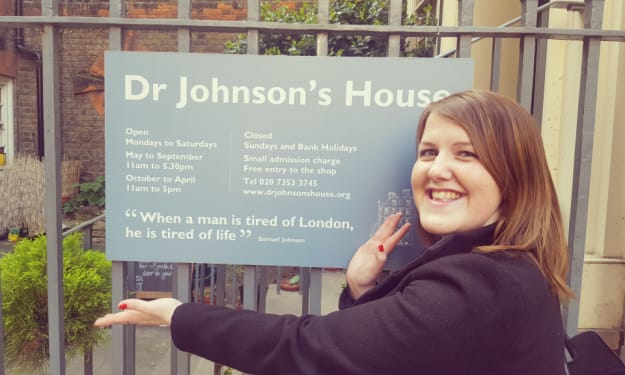 Dr Johnson's House
Open
Mondays to Saturdays
May to September
11am to 5.30pm
October to April
11am to 5pm
Closed
Sundays and Bank Holidays
Small admission charge
Free entry to the shop
Tel 020 7353 3745
www.drjohnsonshouse.org
“When a man is tired of London,
he is tired of life” Samuel Johnson